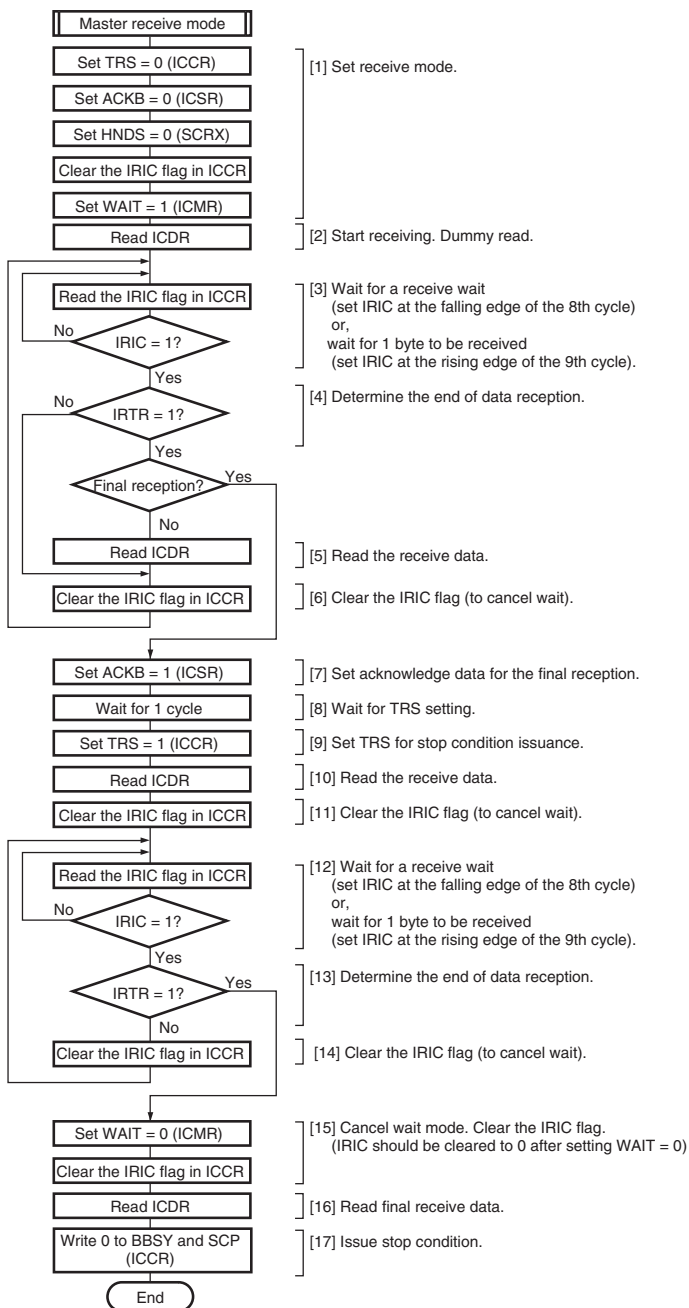 Master receive mode
Set TRS = 0 (ICCR)
[1] Set receive mode.
Set ACKB = 0 (ICSR)
Set HNDS = 0 (SCRX)
Clear the IRIC flag in ICCR
Set WAIT = 1 (ICMR)
Read ICDR
[2] Start receiving. Dummy read.
Read the IRIC flag in ICCR
[3] Wait for a receive wait
(set IRIC at the falling edge of the 8th cycle)
or,
wait for 1 byte to be received
(set IRIC at the rising edge of the 9th cycle).
No
IRIC = 1?
Yes
[4] Determine the end of data reception.
No
IRTR = 1?
Yes
Final reception?
Yes
No
Read ICDR
[5] Read the receive data.
Clear the IRIC flag in ICCR
[6] Clear the IRIC flag (to cancel wait).
Set ACKB = 1 (ICSR)
[7] Set acknowledge data for the final reception.
Wait for 1 cycle
[8] Wait for TRS setting.
Set TRS = 1 (ICCR)
[9] Set TRS for stop condition issuance.
Read ICDR
[10] Read the receive data.
Clear the IRIC flag in ICCR
[11] Clear the IRIC flag (to cancel wait).
Read the IRIC flag in ICCR
[12] Wait for a receive wait
(set IRIC at the falling edge of the 8th cycle)
or,
wait for 1 byte to be received
(set IRIC at the rising edge of the 9th cycle).
No
IRIC = 1?
Yes
IRTR = 1?
Yes
[13] Determine the end of data reception.
No
Clear the IRIC flag in ICCR
[14] Clear the IRIC flag (to cancel wait).
Set WAIT = 0 (ICMR)
[15] Cancel wait mode. Clear the IRIC flag.
(IRIC should be cleared to 0 after setting WAIT = 0)
Clear the IRIC flag in ICCR
Read ICDR
[16] Read final receive data.
Write 0 to BBSY and SCP
(ICCR)
[17] Issue stop condition.
End